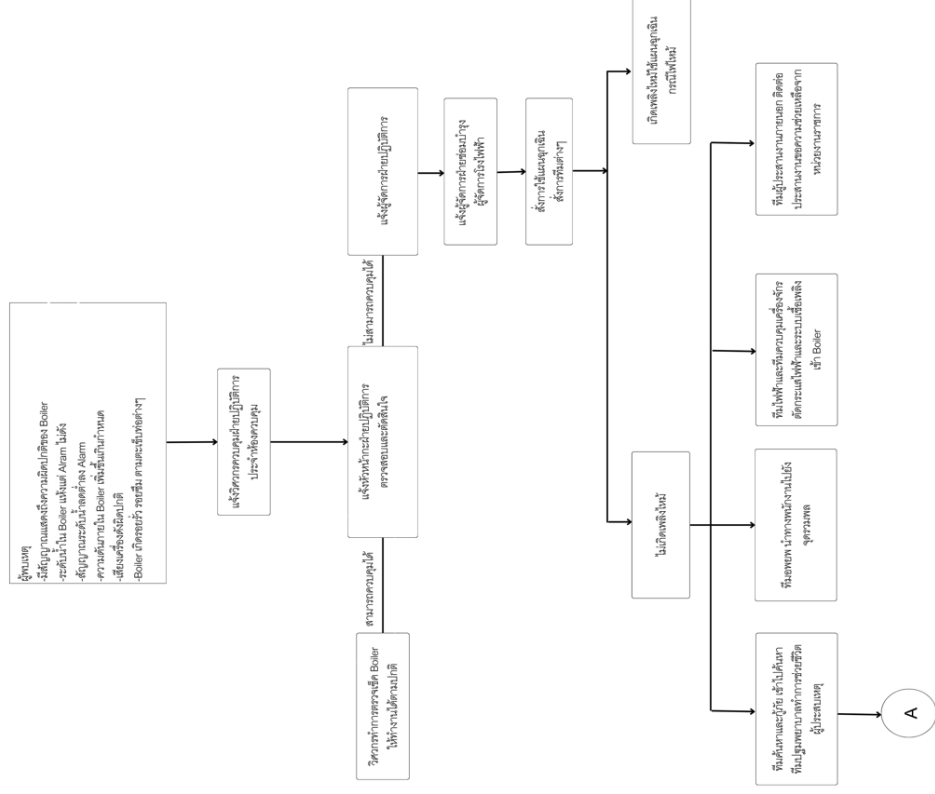 ผู้พบเหตุ
-มีสัญญาณแสดงถึงความผิดปกติของ Boiler
-ระดับน้ำใน Boiler แห้งแต่ Alram ไม่ดัง
-สัญญาณระดับน้ำลดต่ำลง Alarm
-ความดันภายใน Boiler เพิ่มขึ้นเกินกำหนด
-เสียงเครื่องดังผิดปกติ
-Boiler เกิดรอยรั่ว รอยซึม ตามตะเข็บท่อต่างๆ
แจ้งวิศวกรควบคุมฝ่ายปฏิบัติการ
ประจำห้องควบคุม
แจ้งหัวหน้ากะฝ่ายปฏิบัติการ
ตรวจสอบและตัดสินใจ
สามารถควบคุมได้
ไม่สามารถควบคุมได้
วิศวกรทำการตรวจเช็ค Boiler
ให้ทำงานได้ตามปกติ
แจ้งผู้จัดการฝ่ายปฏิบัติการ
แจ้งผู้จัดการฝ่ายซ่อมบำรุง
ผู้จัดการโรงไฟฟ้า
สั่งการใช้แผนฉุกเฉิน
สั่งการทีมต่างๆ
ไม่เกิดเพลิงไหม้
เกิดเพลิงไหม้ใช้แผนฉุกเฉิน
กรณีไฟไหม้
ทีมค้นหาและกู้ภัย เข้าไปค้นหา
ทีมปฐมพยาบาลทำการช่วยชีวิต
ผู้ประสบเหตุ
ทีมอพยพ นำทางพนักงานไปยัง
จุดรวมพล
ทีมไฟฟ้าและทีมควบคุมเครื่องจักร
ตัดกระแสไฟฟ้าและระบบเชื้อเพลิง
เข้า Boiler
ทีมผู้ประสานงานภายนอก ติดต่อ
ประสานงานขอความช่วยเหลือจาก
หน่วยงานราชการ
A